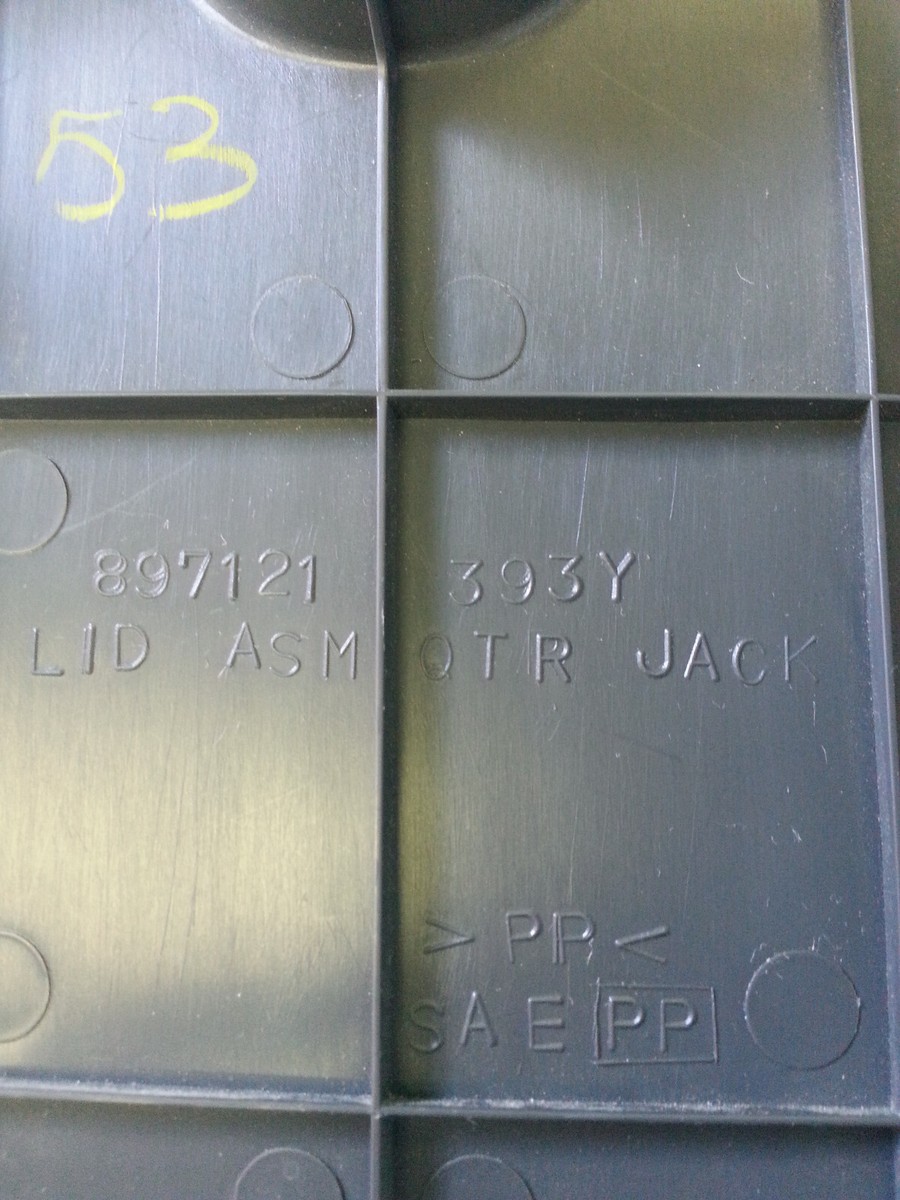 53
897121 393Y
LID ASM QTR JACK
> PP <
SAE PP